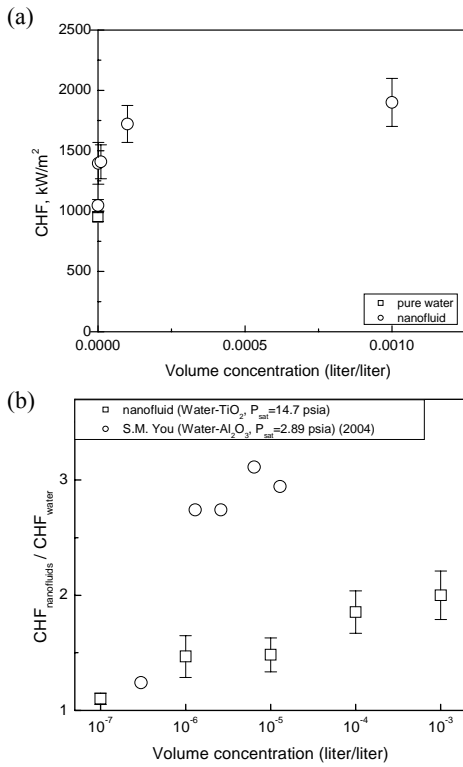 (a)
2500
2000
1500
1000
500
0
CHF, kW/m²
0.0000
0.0005
0.0010
pure water
nanofluid
Volume concentration (liter/liter)
(b)
nanofluid (Water-TiO₂, Pₛₐₜ=14.7 psia)
S.M. You (Water-Al₂O₃, Pₛₐₜ=2.89 psia) (2004)
3
2
1
CHF_nanofluids / CHF_water
10⁻⁷
10⁻⁶
10⁻⁵
10⁻⁴
10⁻³
Volume concentration (liter/liter)